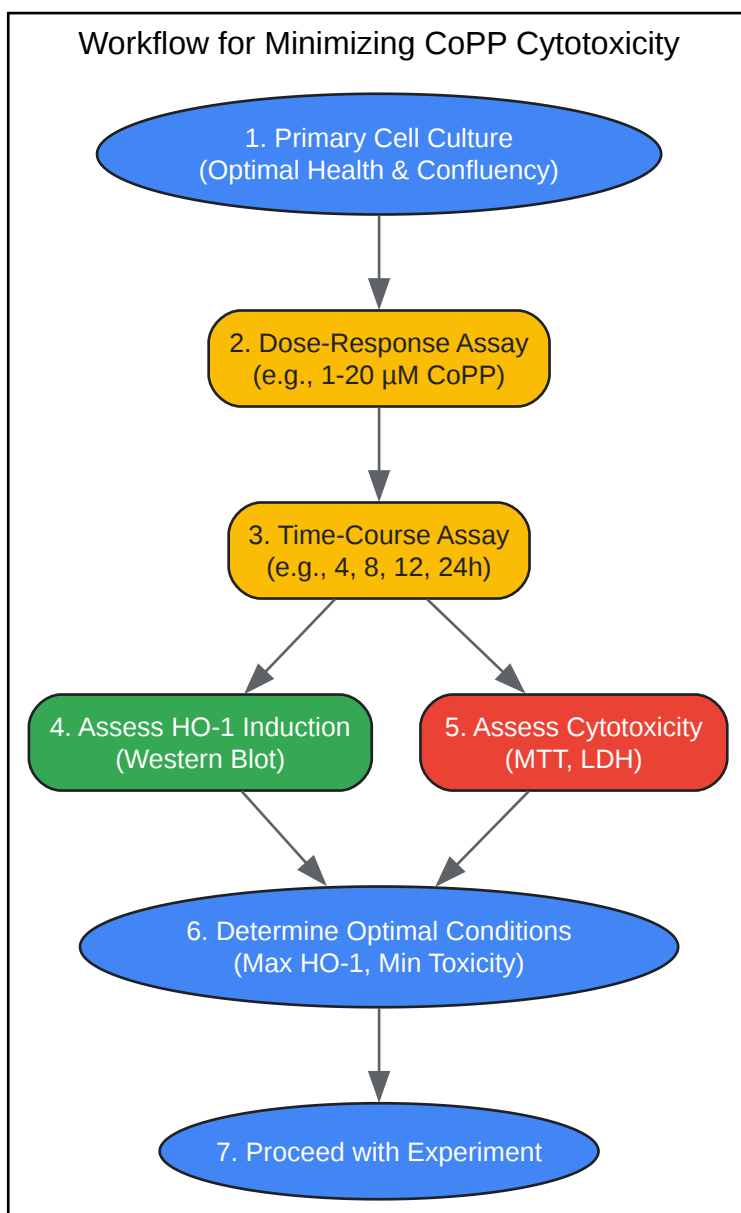 Workflow for Minimizing CoPP Cytotoxicity
1. Primary Cell Culture
(Optimal Health & Confluency)
2. Dose-Response Assay
(e.g., 1-20 µM CoPP)
3. Time-Course Assay
(e.g., 4, 8, 12, 24h)
4. Assess HO-1 Induction
(Western Blot)
5. Assess Cytotoxicity
(MTT, LDH)
6. Determine Optimal Conditions
(Max HO-1, Min Toxicity)
7. Proceed with Experiment